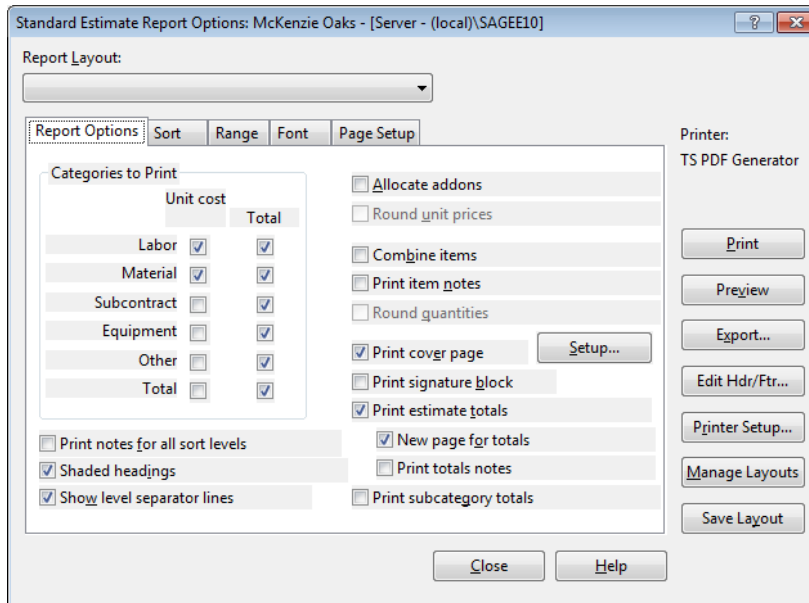 Standard Estimate Report Options: McKenzie Oaks - [Server - (local)\SAGEE10]
Report Layout:
Report Options Sort Range Font Page Setup
Printer:
TS PDF Generator
Categories to Print
Unit cost
Total
Labor
Material
Subcontract
Equipment
Other
Total
Print notes for all sort levels
Shaded headings
Show level separator lines
Allocate addons
Round unit prices
Combine items
Print item notes
Round quantities
Print cover page
Setup...
Print signature block
Print estimate totals
New page for totals
Print totals notes
Print subcategory totals
Print
Preview
Export...
Edit Hdr/Ftr...
Printer Setup...
Manage Layouts
Save Layout
Close
Help